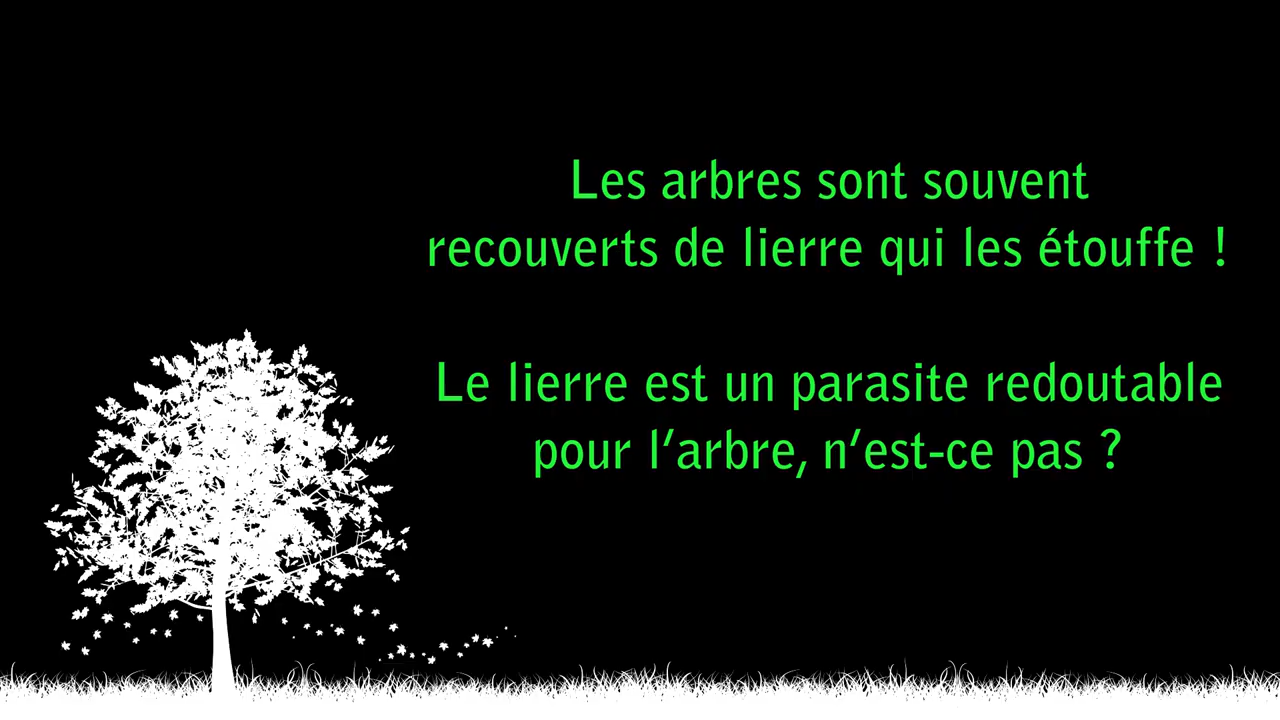 Les arbres sont souvent
recouverts de lierre qui les étouffe !
Le lierre est un parasite redoutable
pour l’arbre, n’est-ce pas ?